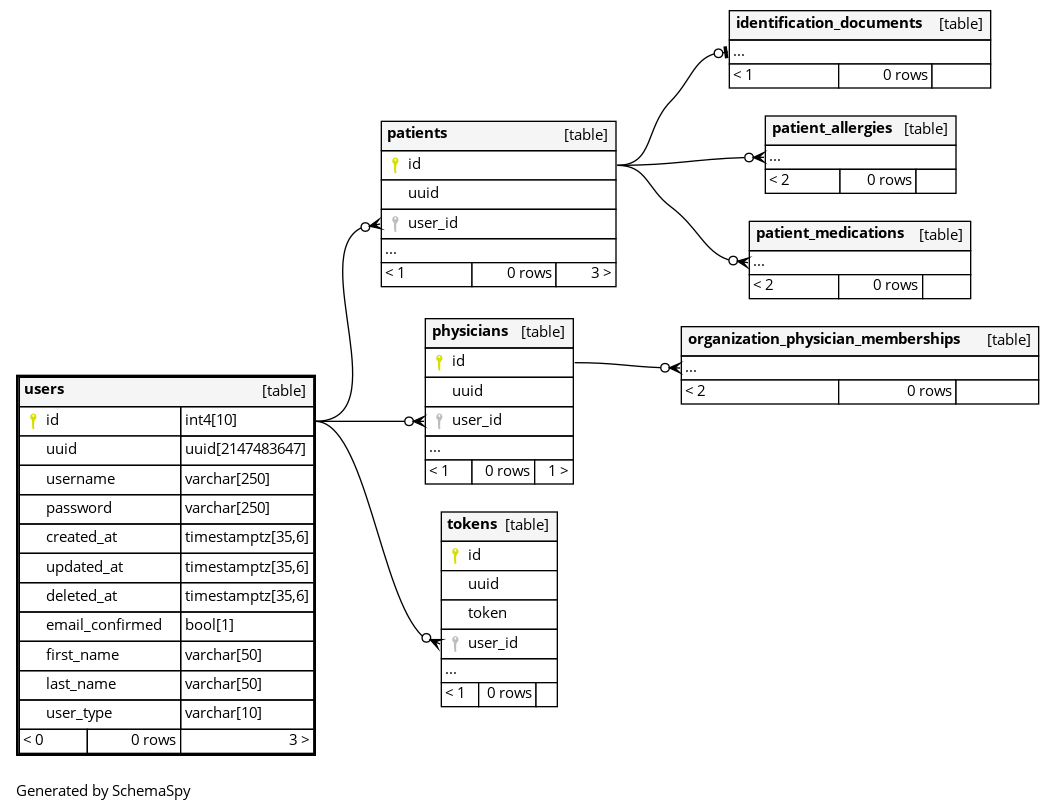 identification_documents [table]
...
< 1 0 rows
patients [table]
id
uuid
user_id
...
< 1 0 rows 3 >
patient_allergies [table]
...
< 2 0 rows
patient_medications [table]
...
< 2 0 rows
physicians [table]
id
uuid
user_id
...
< 1 0 rows 1 >
organization_physician_memberships [table]
...
< 2 0 rows
users [table]
id int4[10]
uuid uuid[2147483647]
username varchar[250]
password varchar[250]
created_at timestamptz[35,6]
updated_at timestamptz[35,6]
deleted_at timestamptz[35,6]
email_confirmed bool[1]
first_name varchar[50]
last_name varchar[50]
user_type varchar[10]
< 0 0 rows 3 >
tokens [table]
id
uuid
token
user_id
...
< 1 0 rows
Generated by SchemaSpy